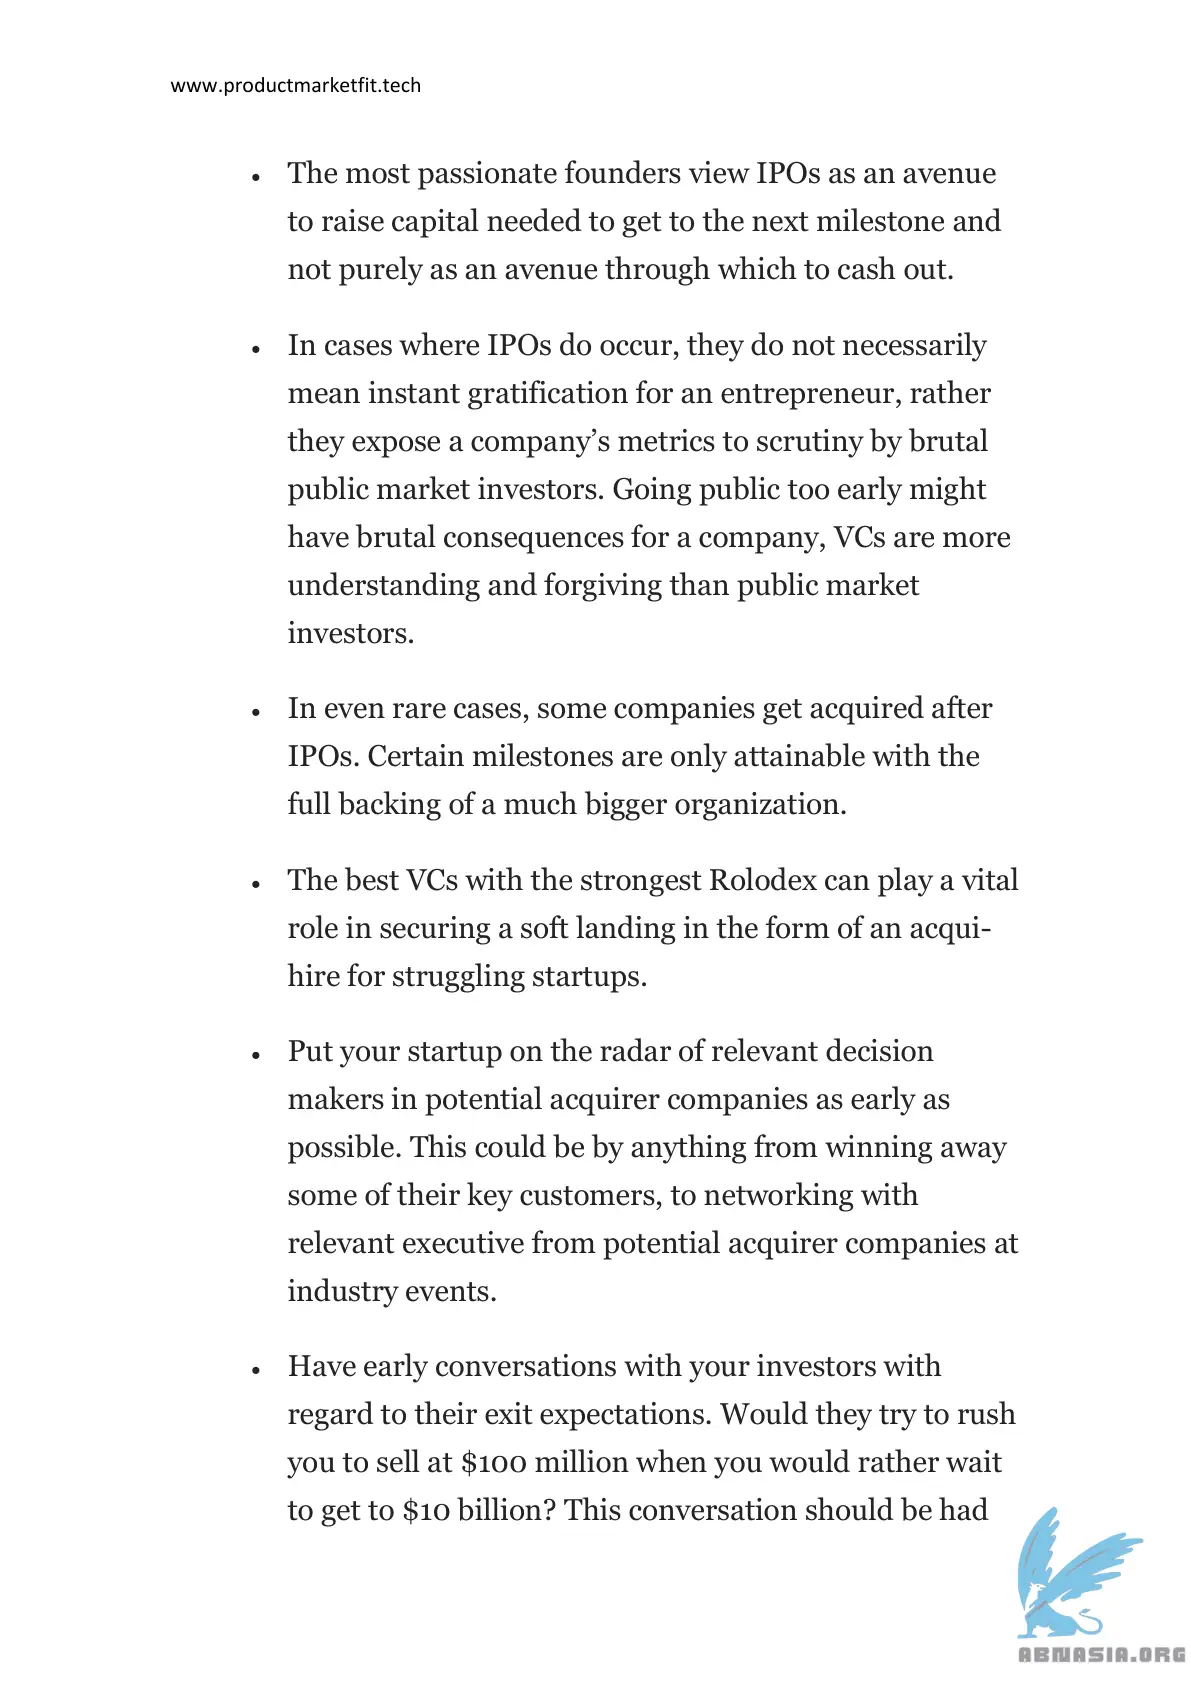 www.productmarketfit.tech
• The most passionate founders view IPOs as an avenue
to raise capital needed to get to the next milestone and
not purely as an avenue through which to cash out.
• In cases where IPOs do occur, they do not necessarily
mean instant gratification for an entrepreneur, rather
they expose a company’s metrics to scrutiny by brutal
public market investors. Going public too early might
have brutal consequences for a company, VCs are more
understanding and forgiving than public market
investors.
• In even rare cases, some companies get acquired after
IPOs. Certain milestones are only attainable with the
full backing of a much bigger organization.
• The best VCs with the strongest Rolodex can play a vital
role in securing a soft landing in the form of an acqui-
hire for struggling startups.
• Put your startup on the radar of relevant decision
makers in potential acquirer companies as early as
possible. This could be by anything from winning away
some of their key customers, to networking with
relevant executive from potential acquirer companies at
industry events.
• Have early conversations with your investors with
regard to their exit expectations. Would they try to rush
you to sell at $100 million when you would rather wait
to get to $10 billion? This conversation should be had
ABNASIA.ORG